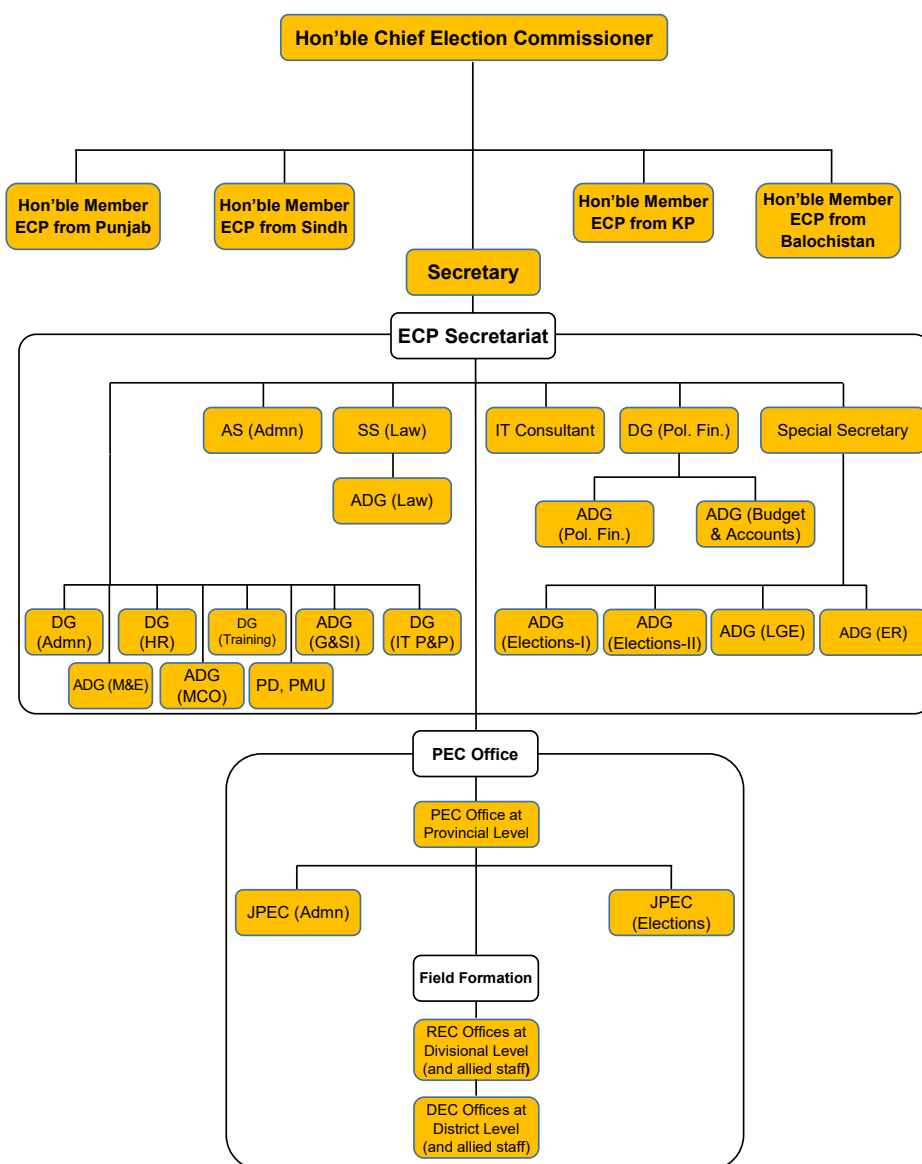 Hon’ble Chief Election Commissioner
Hon’ble Member
ECP from Punjab
Hon’ble Member
ECP from Sindh
Hon’ble Member
ECP from KP
Hon’ble Member
ECP from
Balochistan
Secretary
ECP Secretariat
AS (Admn)
SS (Law)
IT Consultant
DG (Pol. Fin.)
Special Secretary
ADG (Law)
ADG
(Pol. Fin.)
ADG (Budget
& Accounts)
DG
(Admn)
DG
(HR)
DG
(Training)
ADG
(G&SI)
DG
(IT P&P)
ADG
(Elections-I)
ADG
(Elections-II)
ADG (LGE)
ADG (ER)
ADG (M&E)
ADG
(MCO)
PD, PMU
PEC Office
PEC Office at
Provincial Level
JPEC (Admn)
JPEC
(Elections)
Field Formation
REC Offices at
Divisional Level
(and allied staff)
DEC Offices at
District Level
(and allied staff)